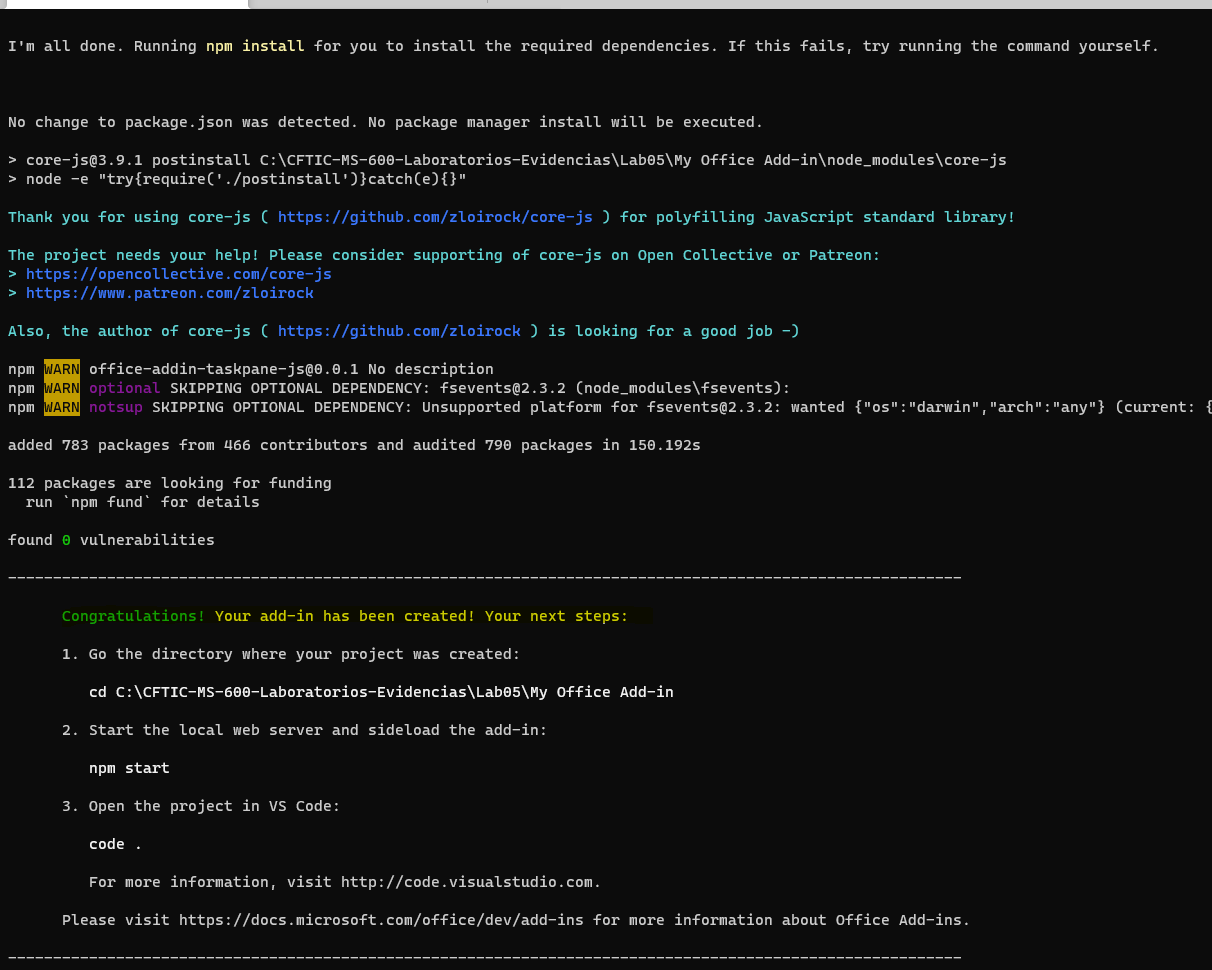 I'm all done. Running npm install for you to install the required dependencies. If this fails, try running the command yourself.
No change to package.json was detected. No package manager install will be executed.
> core-js@3.9.1 postinstall C:\CFTIC-MS-600-Laboratorios-Evidencias\Lab05\My Office Add-in\node_modules\core-js
> node -e "try{require('./postinstall')}catch(e){}"
Thank you for using core-js ( https://github.com/zloirock/core-js ) for polyfilling JavaScript standard library!
The project needs your help! Please consider supporting of core-js on Open Collective or Patreon:
> https://opencollective.com/core-js
> https://www.patreon.com/zloirock
Also, the author of core-js ( https://github.com/zloirock ) is looking for a good job -)
npm WARN office-addin-taskpane-js@0.0.1 No description
npm WARN optional SKIPPING OPTIONAL DEPENDENCY: fsevents@2.3.2 (node_modules\fsevents):
npm WARN notsup SKIPPING OPTIONAL DEPENDENCY: Unsupported platform for fsevents@2.3.2: wanted {"os":"darwin","arch":"any"} (current: {
added 783 packages from 466 contributors and audited 790 packages in 150.192s
112 packages are looking for funding
  run `npm fund` for details
found 0 vulnerabilities
----------------------------------------------------------------------------------------------------------
Congratulations! Your add-in has been created! Your next steps:
1. Go the directory where your project was created:
cd C:\CFTIC-MS-600-Laboratorios-Evidencias\Lab05\My Office Add-in
2. Start the local web server and sideload the add-in:
npm start
3. Open the project in VS Code:
code .
For more information, visit http://code.visualstudio.com.
Please visit https://docs.microsoft.com/office/dev/add-ins for more information about Office Add-ins.
----------------------------------------------------------------------------------------------------------